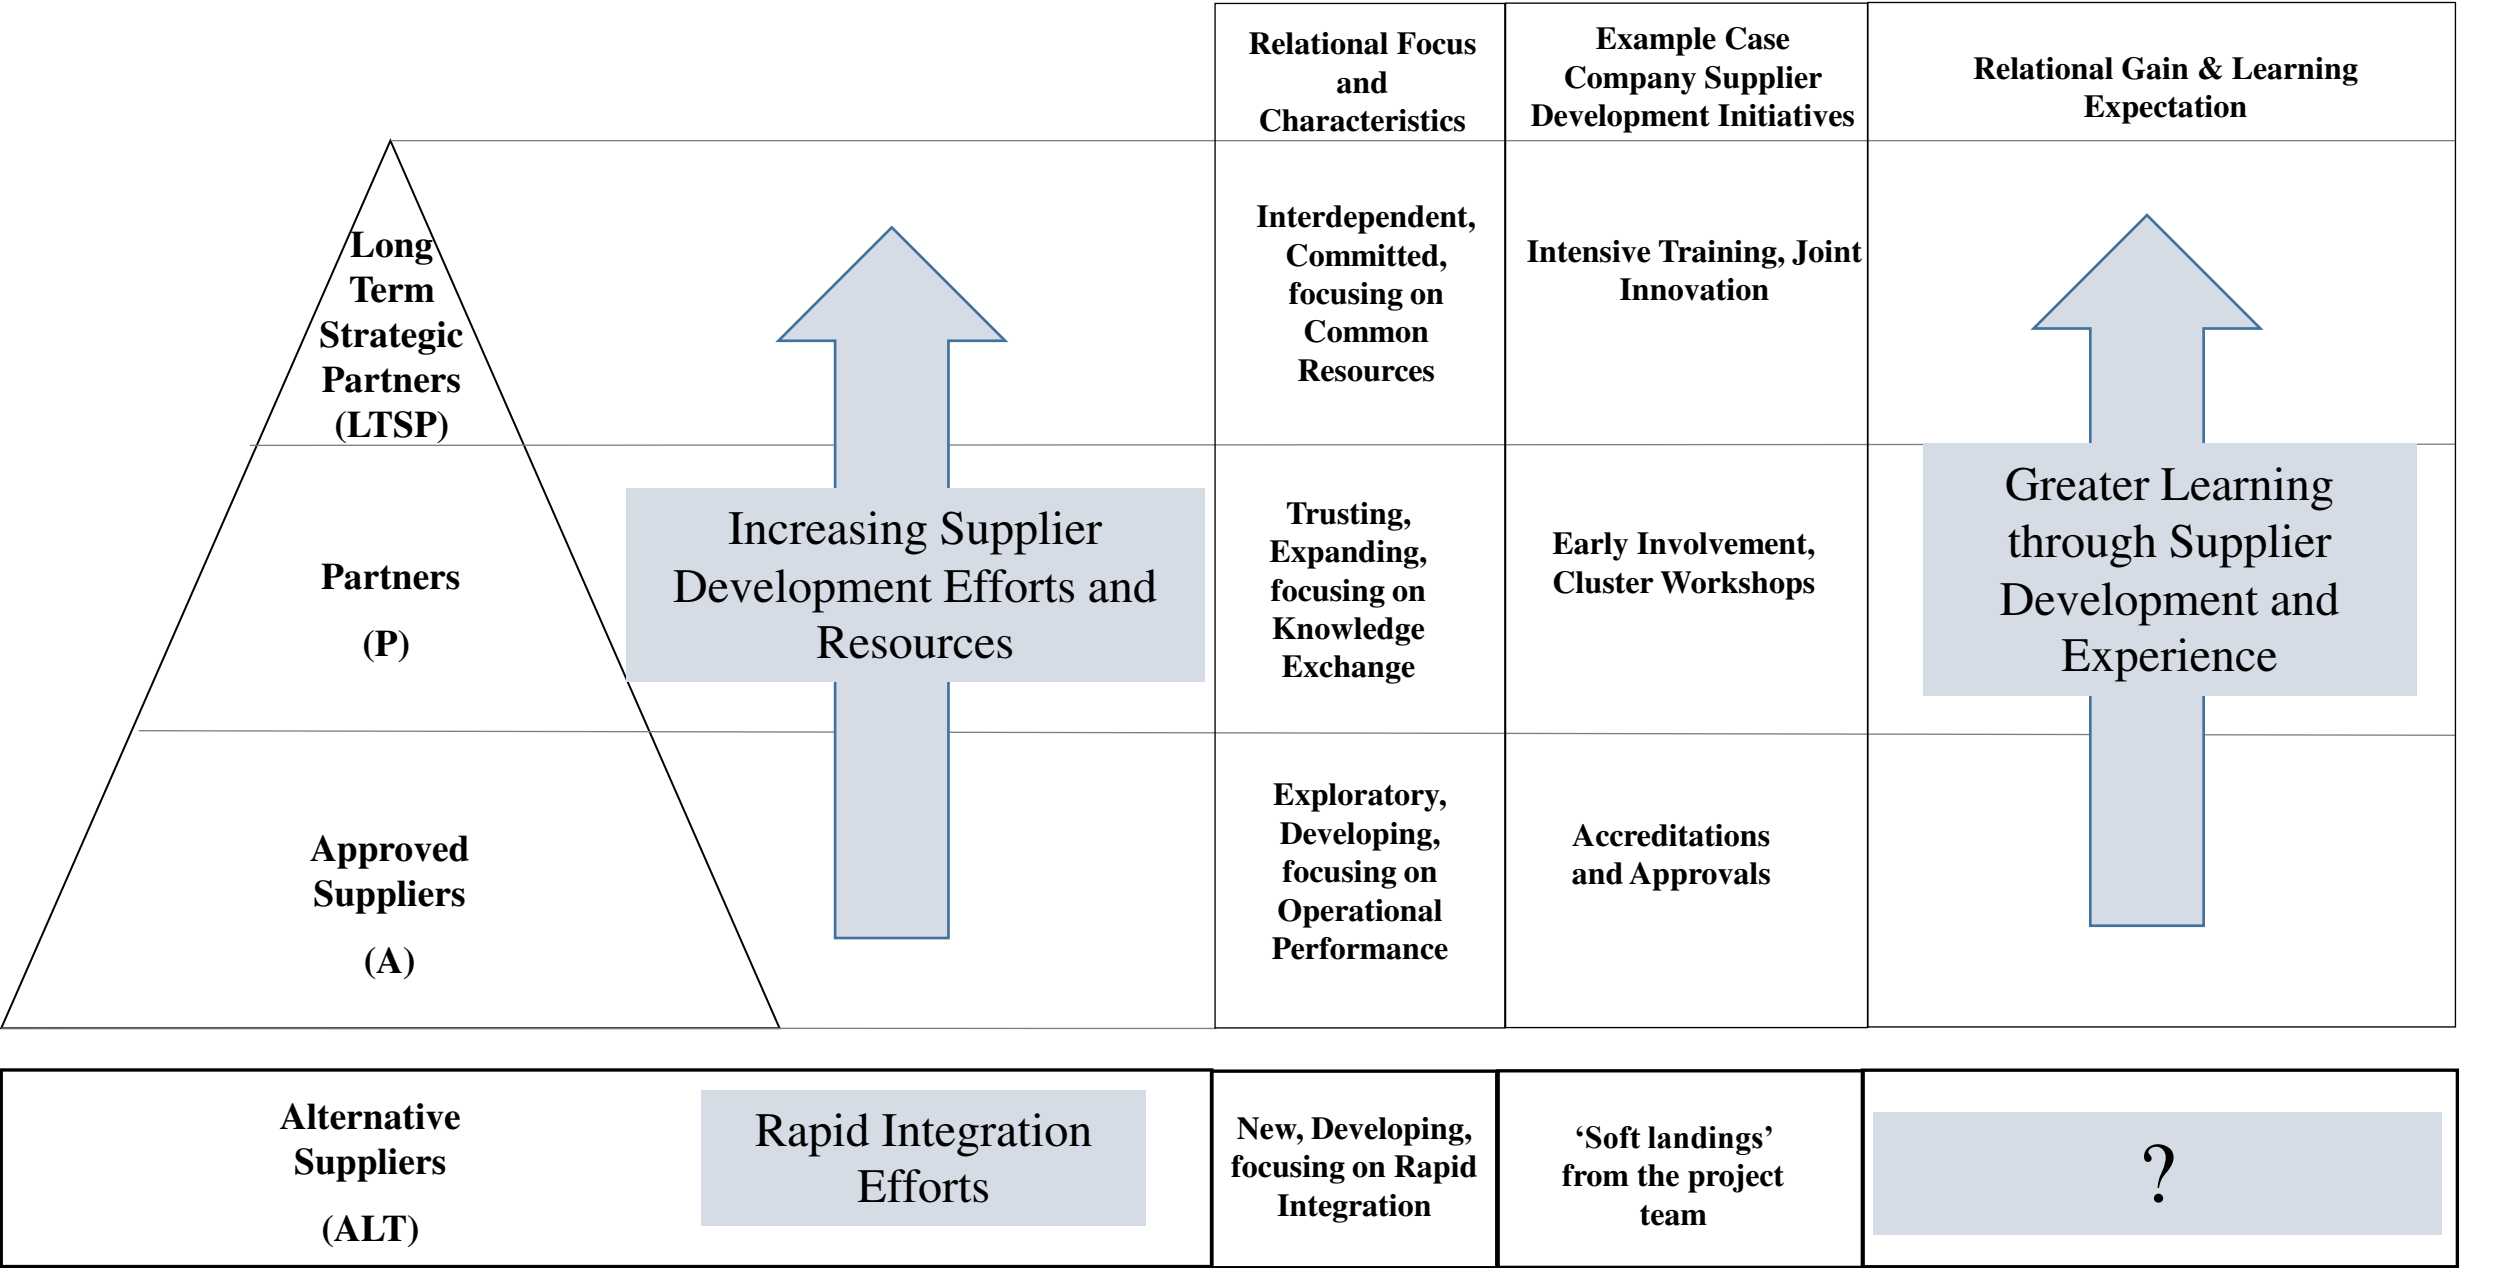 Relational Focus
and
Characteristics
Example Case
Company Supplier
Development Initiatives
Relational Gain & Learning
Expectation
Long
Term
Strategic
Partners
(LTSP)
Interdependent,
Committed,
focusing on
Common
Resources
Intensive Training, Joint
Innovation
Increasing Supplier
Development Efforts and
Resources
Partners
(P)
Trusting,
Expanding,
focusing on
Knowledge
Exchange
Early Involvement,
Cluster Workshops
Greater Learning
through Supplier
Development and
Experience
Approved
Suppliers
(A)
Exploratory,
Developing,
focusing on
Operational
Performance
Accreditations
and Approvals
Alternative
Suppliers
(ALT)
Rapid Integration
Efforts
New, Developing,
focusing on Rapid
Integration
‘Soft landings’
from the project
team
?